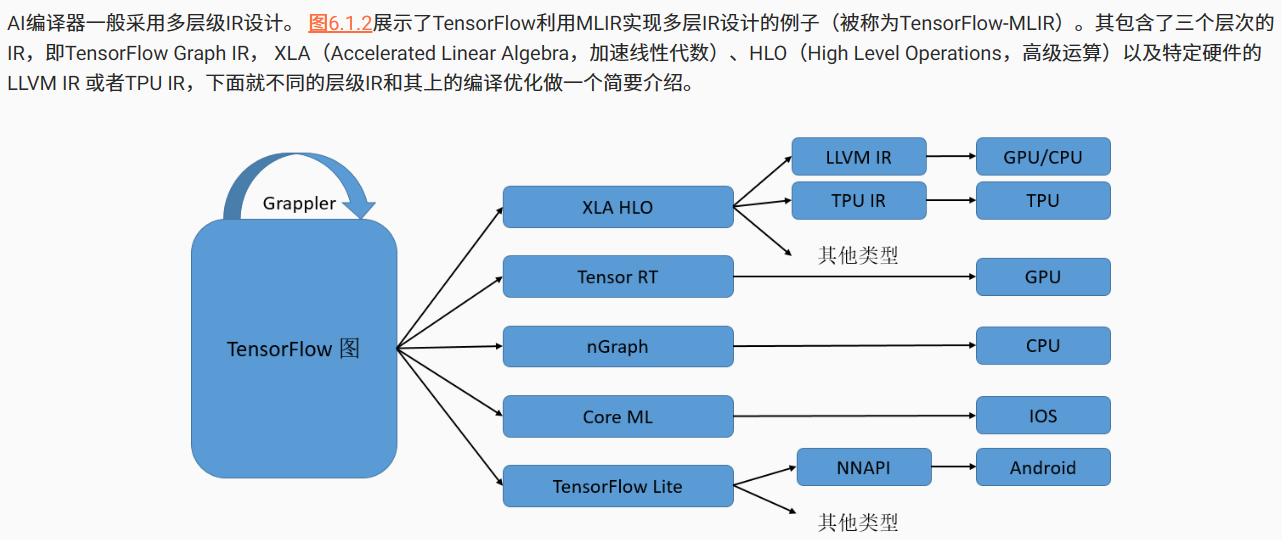 AI编译器一般采用多层级IR设计。 图6.1.2展示了TensorFlow利用MLIR实现多层IR设计的例子（被称为TensorFlow-MLIR）。其包含了三个层次的
IR，即TensorFlow Graph IR， XLA（Accelerated Linear Algebra，加速线性代数）、HLO（High Level Operations，高级运算）以及特定硬件的
LLVM IR 或者TPU IR，下面就不同的层级IR和其上的编译优化做一个简要介绍。
Grappler
TensorFlow 图
XLA HLO
LLVM IR
GPU/CPU
TPU IR
TPU
其他类型
Tensor RT
GPU
nGraph
CPU
Core ML
IOS
TensorFlow Lite
NNAPI
Android
其他类型